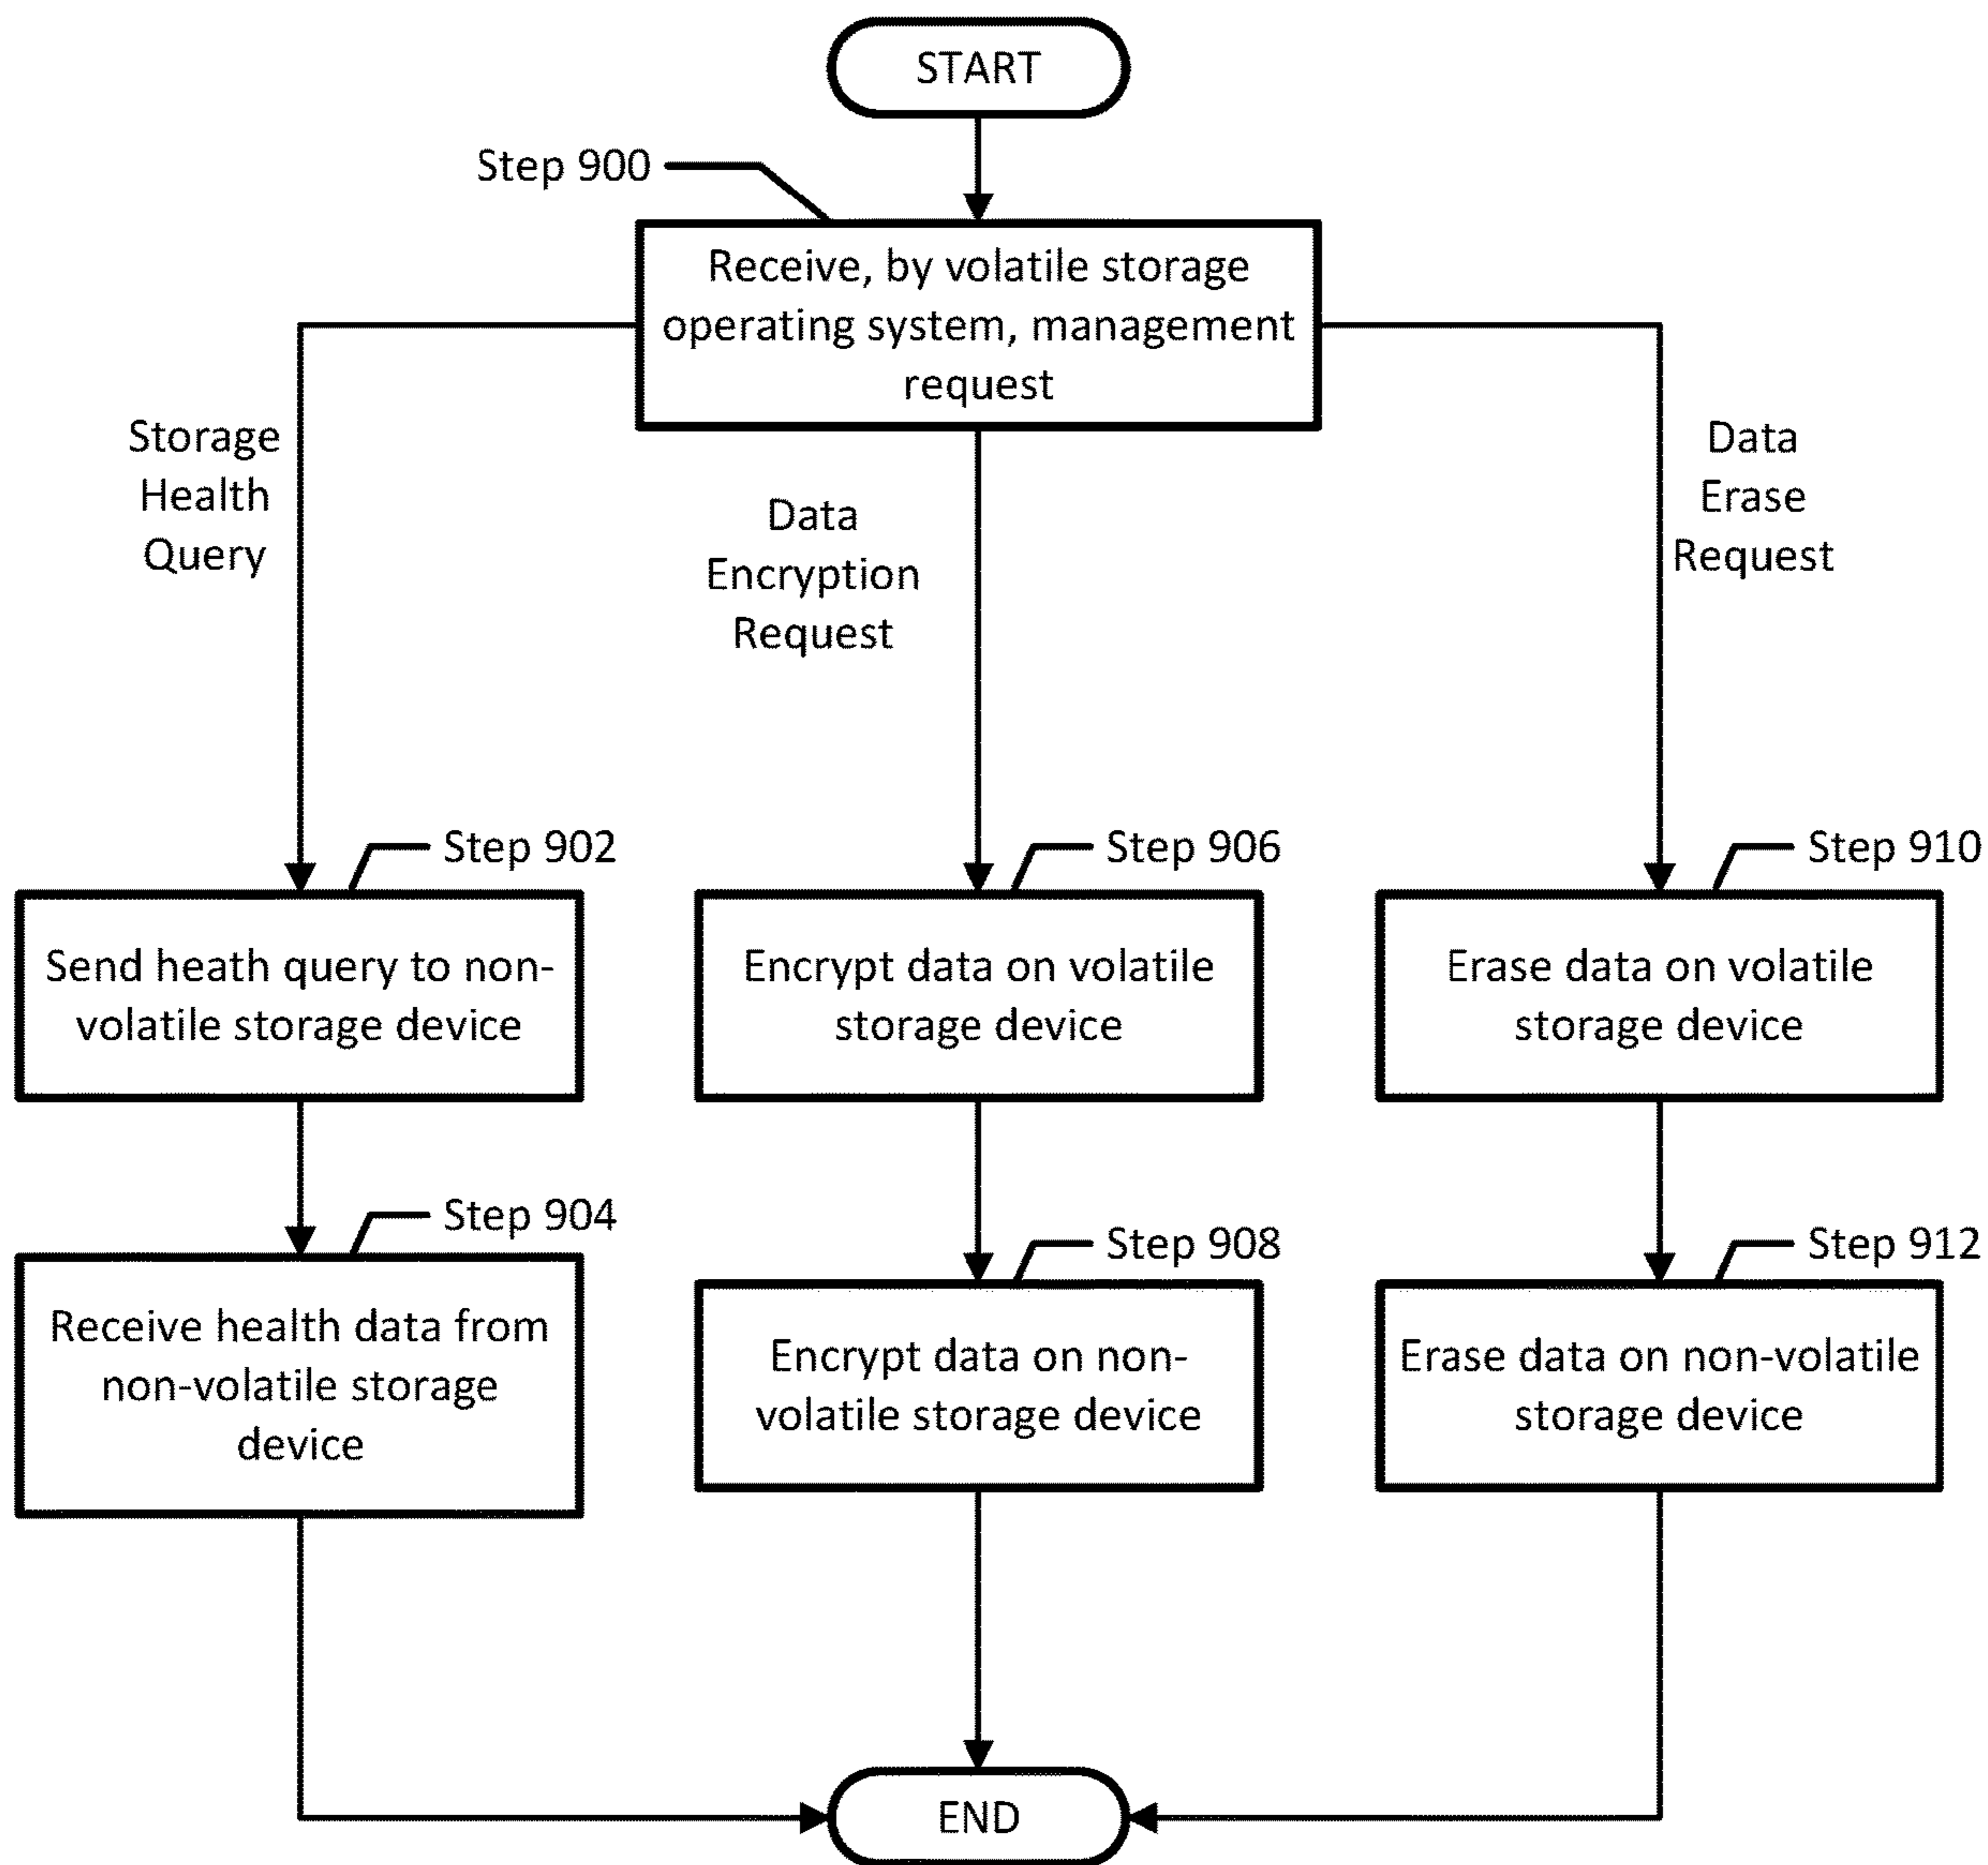 START
Step 900
Receive, by volatile storage
operating system, management
request
Storage
Health
Query
Data
Encryption
Request
Data
Erase
Request
Step 902
Send heath query to non-
volatile storage device
Step 904
Receive health data from
non-volatile storage
device
Step 906
Encrypt data on volatile
storage device
Step 908
Encrypt data on non-
volatile storage device
Step 910
Erase data on volatile
storage device
Step 912
Erase data on non-volatile
storage device
END